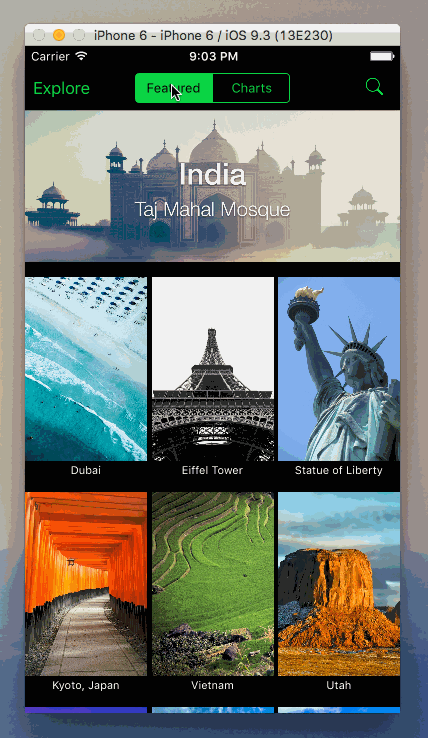 iPhone 6 - iPhone 6 / iOS 9.3 (13E230)
Carrier 9:03 PM
Explore Featured Charts
India
Taj Mahal Mosque
Dubai Eiffel Tower Statue of Liberty
Kyoto, Japan Vietnam Utah